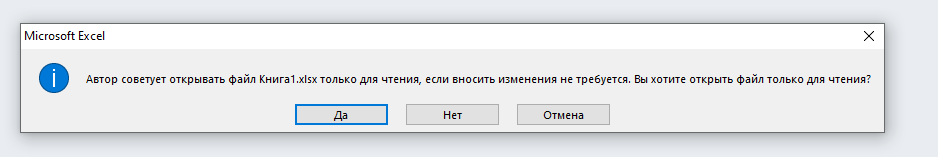 Microsoft Excel
Автор советует открывать файл Книга1.xlsx только для чтения, если вносить изменения не требуется. Вы хотите открыть файл только для чтения?
Да Нет Отмена